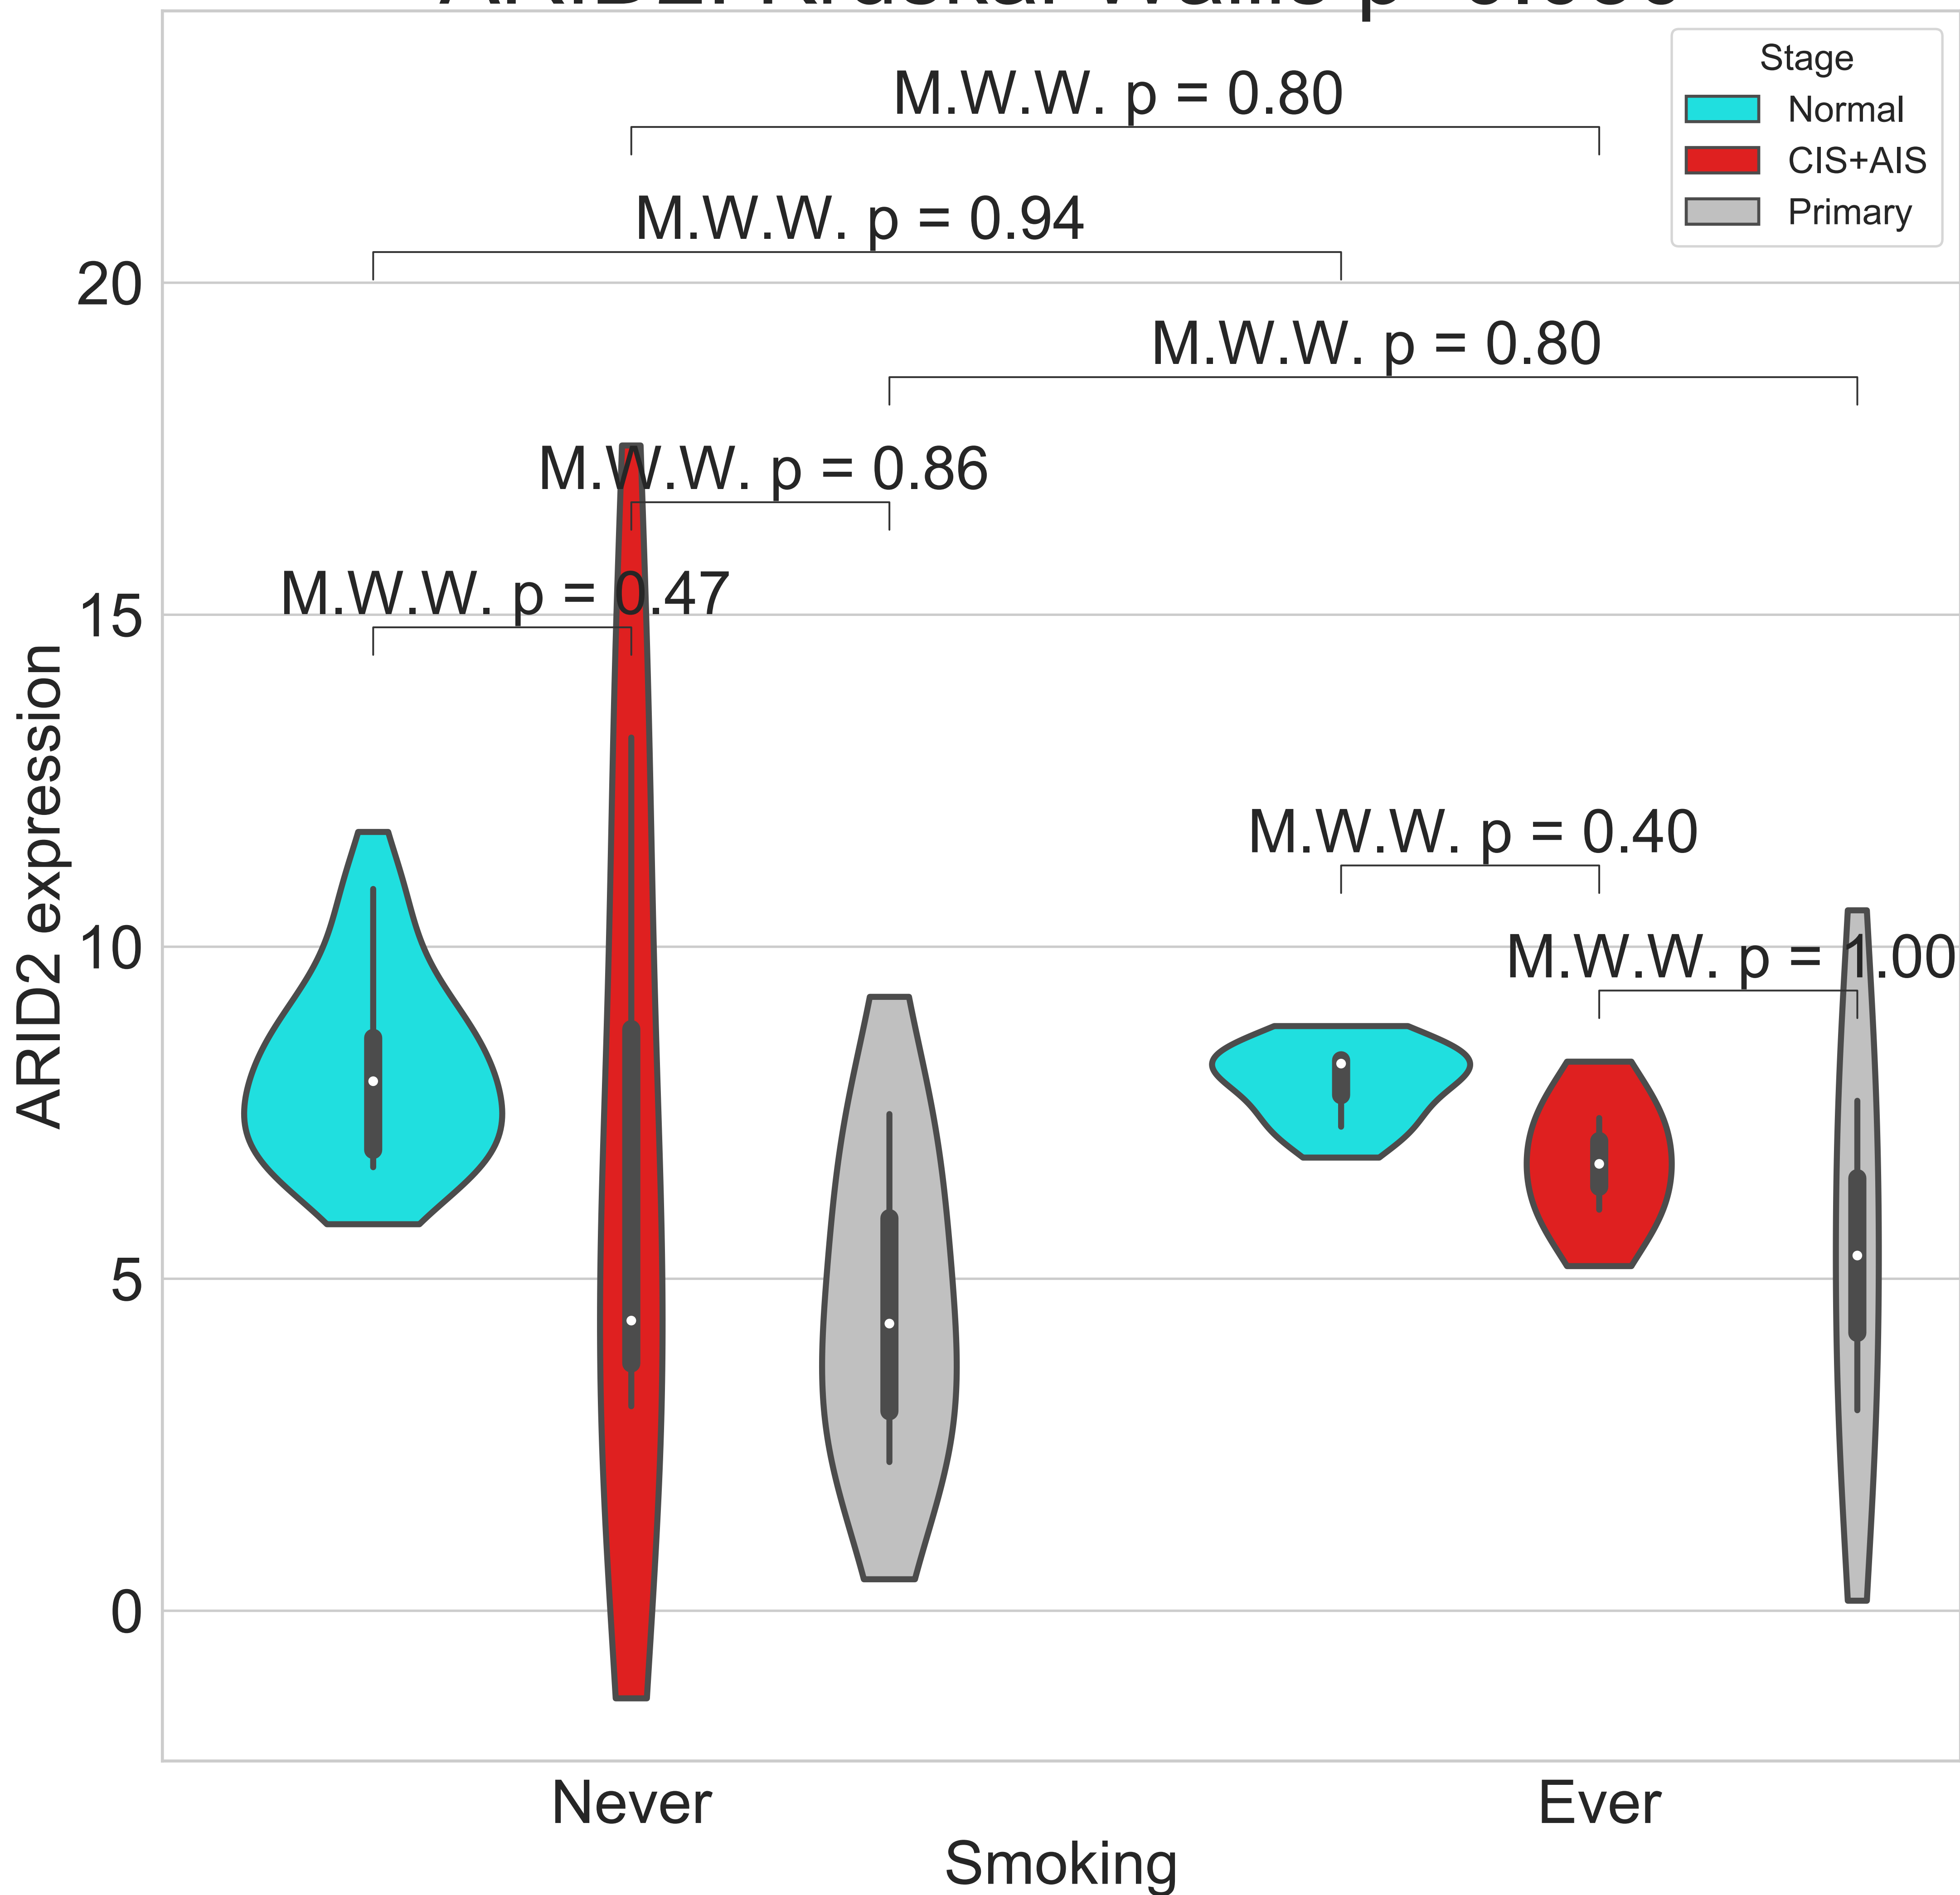 Stage
Normal
CIS+AIS
Primary
M.W.W. p = 0.80
M.W.W. p = 0.94
M.W.W. p = 0.80
M.W.W. p = 0.86
M.W.W. p = 0.47
M.W.W. p = 0.40
M.W.W. p = 1.00
20
15
10
5
0
ARID2 expression
Never
Ever
Smoking